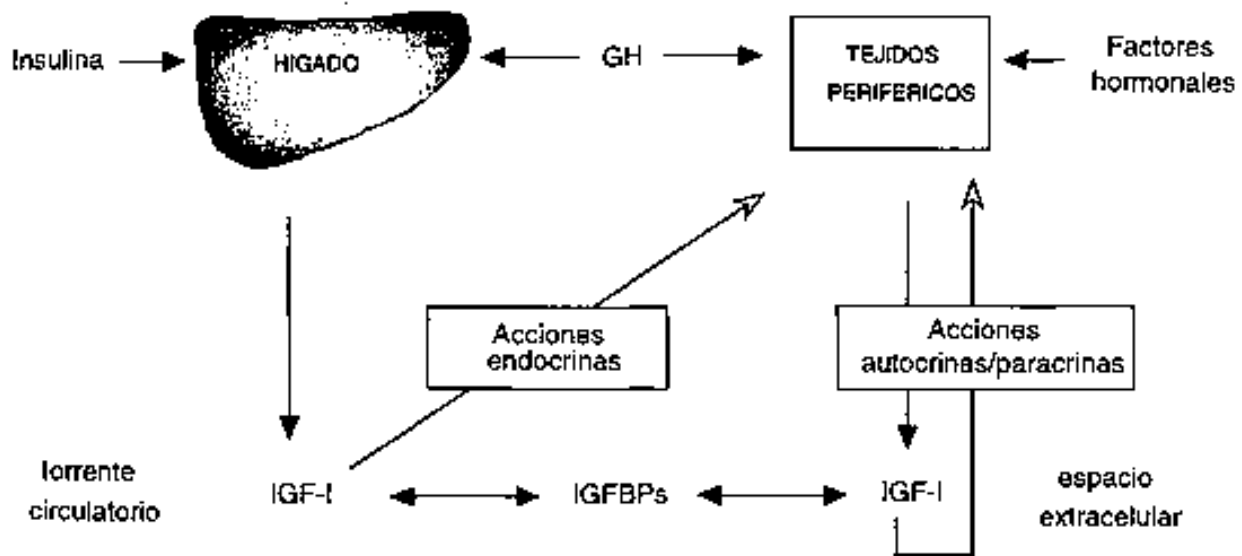 Insulina
HIGADO
GH
TEJIDOS
PERIFERICOS
Factores
hormonales
Acciones
endocrinas
Acciones
autocrinas/paracrinas
torrente
circulatorio
IGF-I
IGFBPs
IGF-I
espacio
extracelular